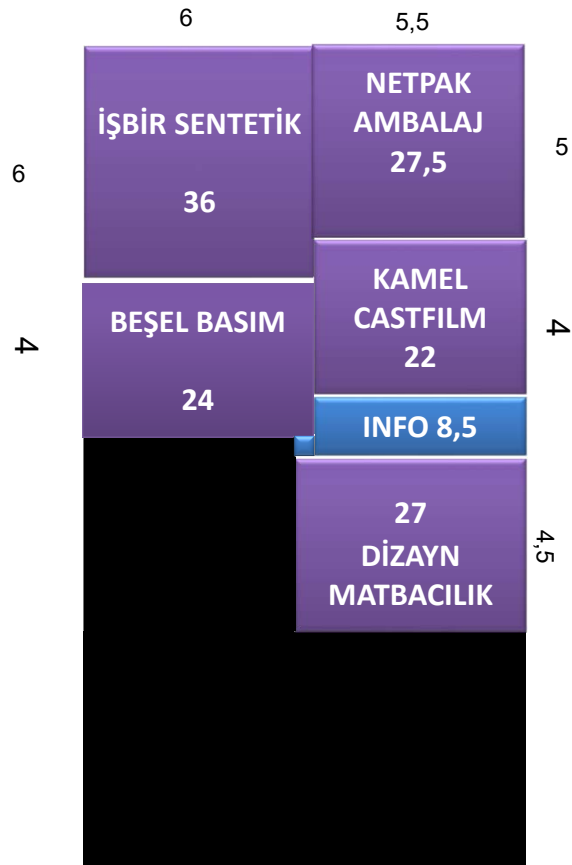 6
5,5
İŞBİR SENTETİK
36
NETPAK
AMBALAJ
27,5
6
5
BEŞEL BASIM
24
KAMEL
CASTFILM
22
4
4
INFO 8,5
27
DİZAYN
MATBACILIK
4,5